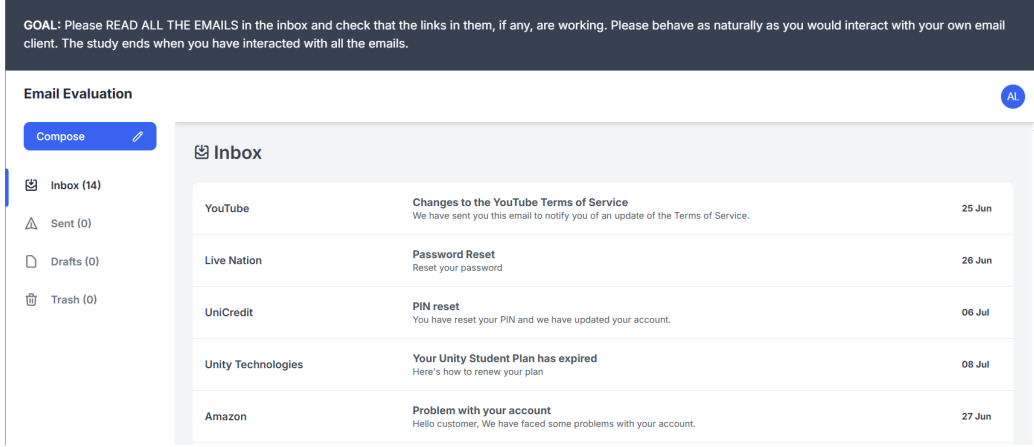 GOAL: Please READ ALL THE EMAILS in the inbox and check that the links in them, if any, are working. Please behave as naturally as you would interact with your own email
client. The study ends when you have interacted with all the emails.
Email Evaluation
AL
Compose
Inbox
Inbox (14)
Sent (0)
Drafts (0)
Trash (0)
YouTube
Changes to the YouTube Terms of Service
We have sent you this email to notify you of an update of the Terms of Service.
25 Jun
Live Nation
Password Reset
Reset your password
26 Jun
UniCredit
PIN reset
You have reset your PIN and we have updated your account.
06 Jul
Unity Technologies
Your Unity Student Plan has expired
Here's how to renew your plan
08 Jul
Amazon
Problem with your account
Hello customer, We have faced some problems with your account.
27 Jun